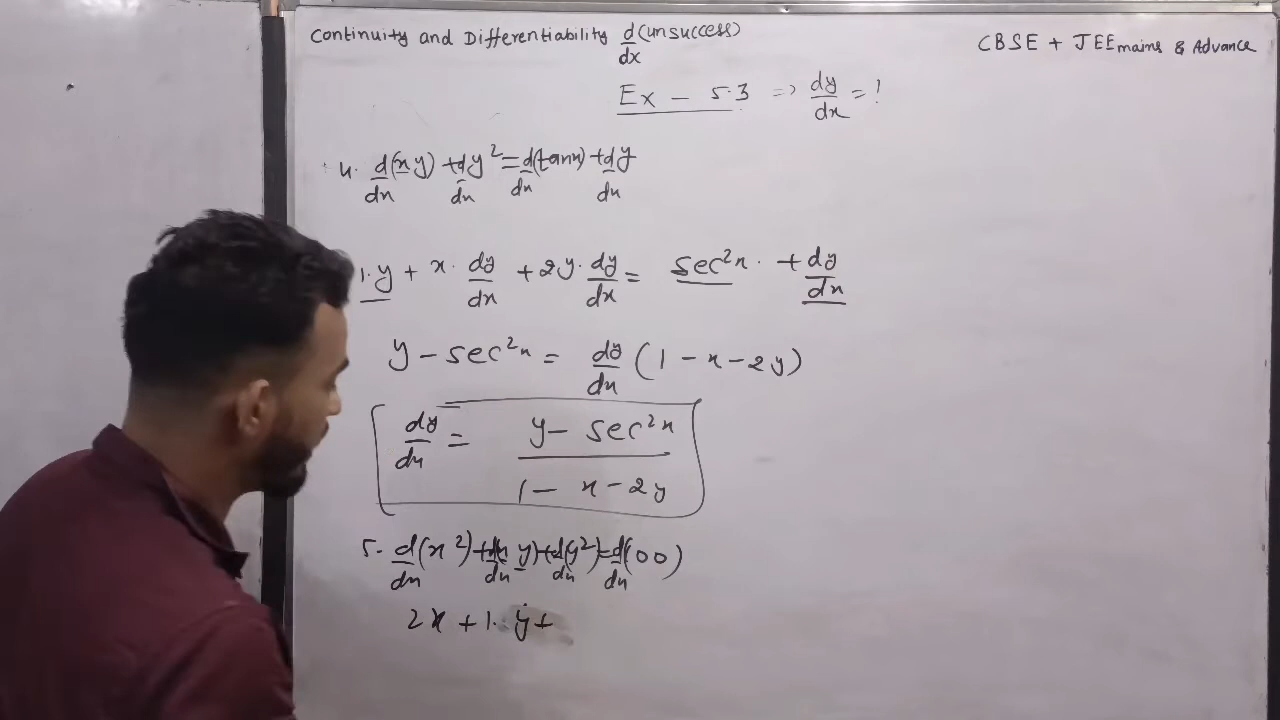 Continuity and Differentiability d/dx (unsuccess)
CBSE + JEE mains & Advance
Ex - 5.3 => dy/dx = ?
4. d/dx(xy) + d/dx y² = d/dx(tanx) + dy/dx
1.y + x. dy/dx + 2y. dy/dx = sec²x. + dy/dx
y - sec²x = dy/dx (1 - x - 2y)
dy/dx = y - sec²x / 1 - x - 2y
5. d/dx(x²) + d/dx(x y) + d/dx(y²) = d/dx(00)
2x + 1. y +